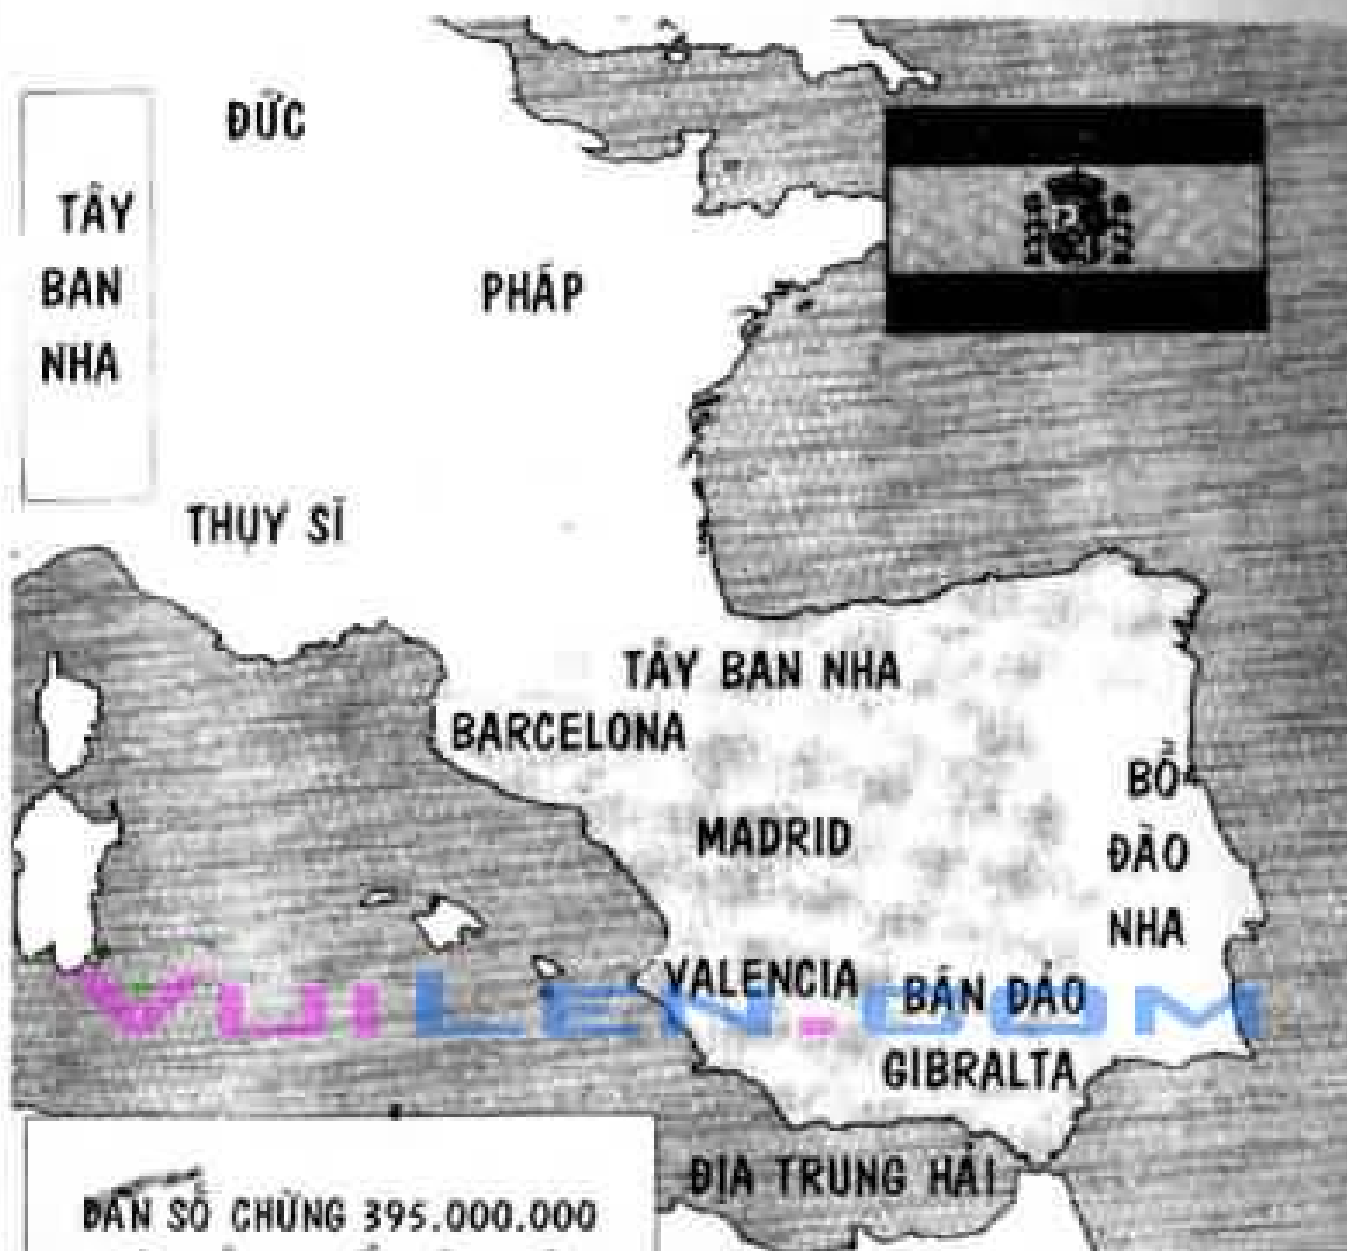 ĐỨC
TÂY
BAN
NHA
PHÁP
THỤY SĨ
TÂY BAN NHA
BARCELONA
BỒ
ĐÀO
NHA
MADRID
VALENCIA
BÁN ĐẢO
GIBRALTA
VUILEN.COM
ĐỊA TRUNG HẢI
DÂN SỐ CHỪNG 395.000.000